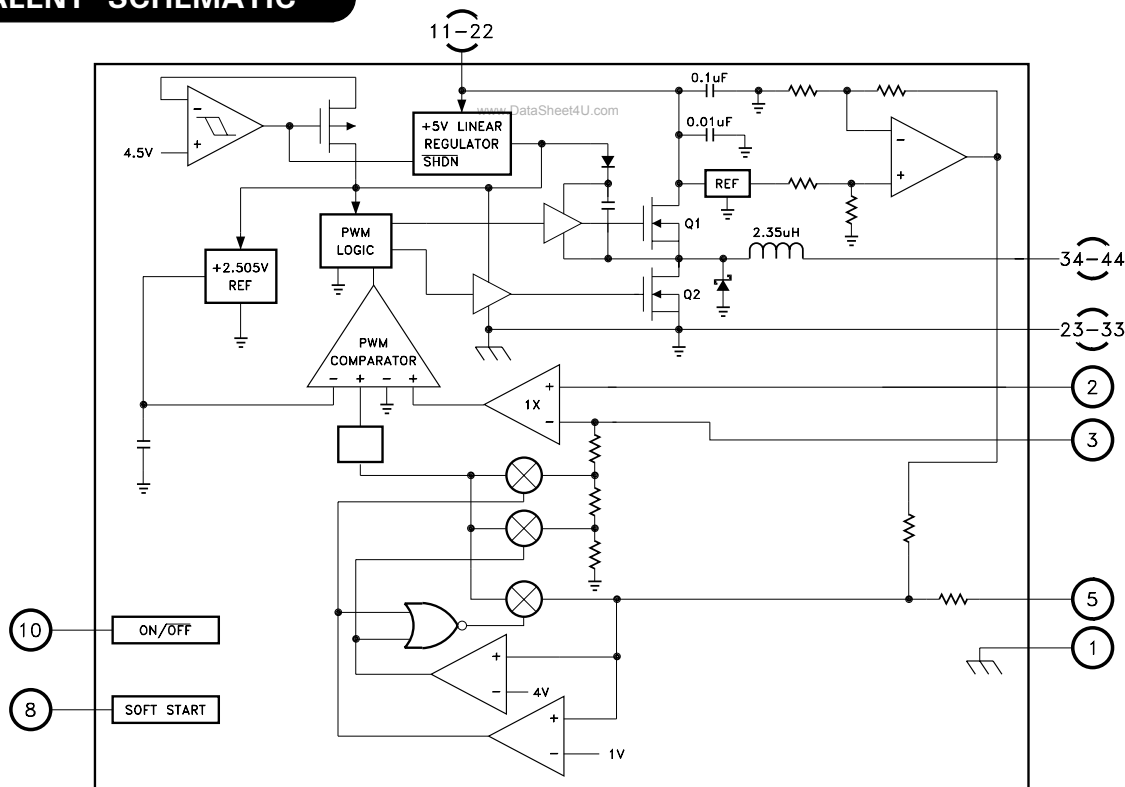 ALENT SCHEMATIC
11-22
www.DataSheet4U.com
0.1uF
+5V LINEAR
REGULATOR
SHDN
0.01uF
-
+
4.5V
-
+
REF
PWM
LOGIC
Q1
2.35uH
34-44
+2.505V
REF
Q2
23-33
PWM
COMPARATOR
- + - +
+
1X
-
2
3
5
10
ON/OFF
1
+
-
4V
8
SOFT START
+
-
1V